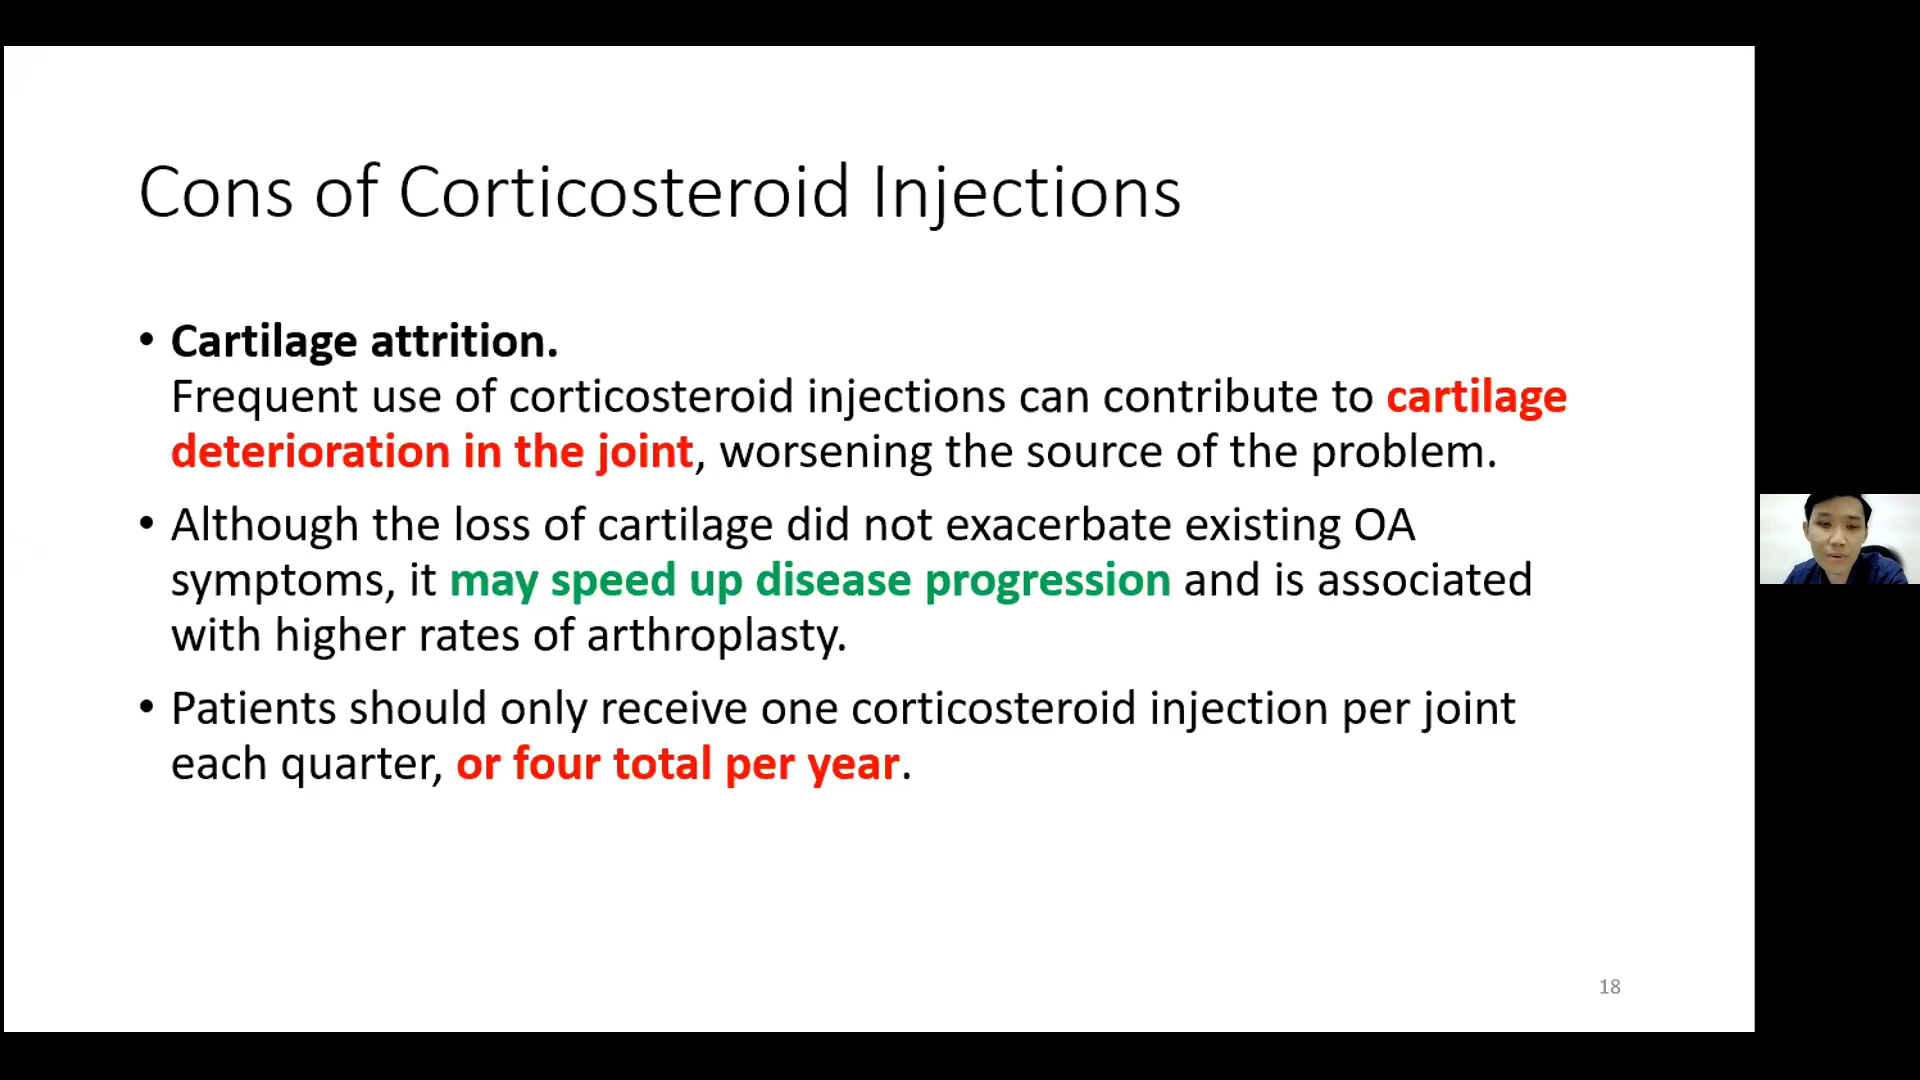 Cons of Corticosteroid Injections
• Cartilage attrition.
Frequent use of corticosteroid injections can contribute to cartilage
deterioration in the joint, worsening the source of the problem.
• Although the loss of cartilage did not exacerbate existing OA
symptoms, it may speed up disease progression and is associated
with higher rates of arthroplasty.
• Patients should only receive one corticosteroid injection per joint
each quarter, or four total per year.
18